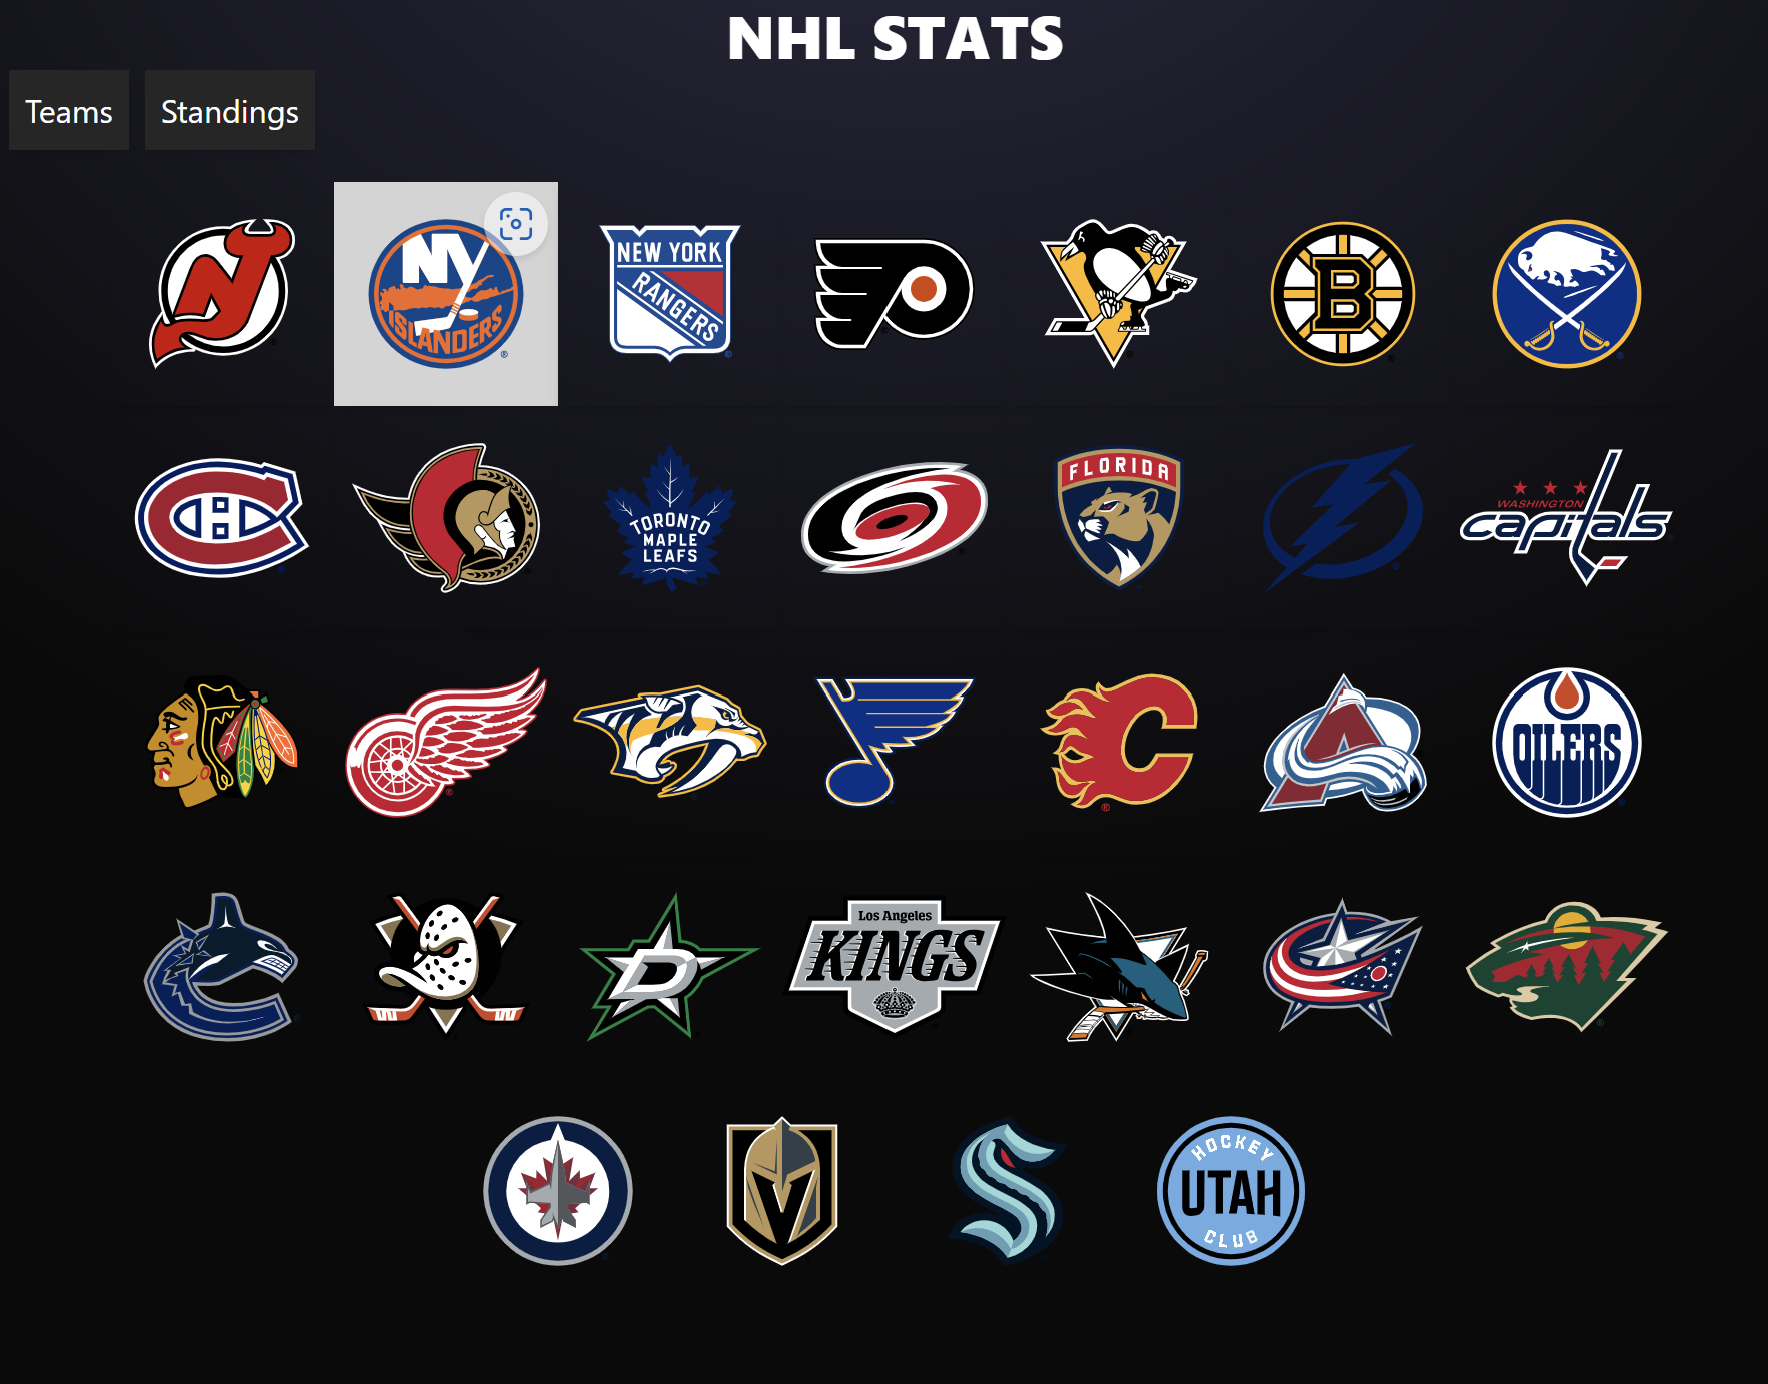 NHL STATS
Teams
Standings
NY
ISLANDERS
NEW YORK
RANGERS
B
TORONTO
MAPLE
LEAFS
FLORIDA
WASHINGTON
capitals
OILERS
D
Los Angeles
KINGS
HOCKEY
UTAH
CLUB